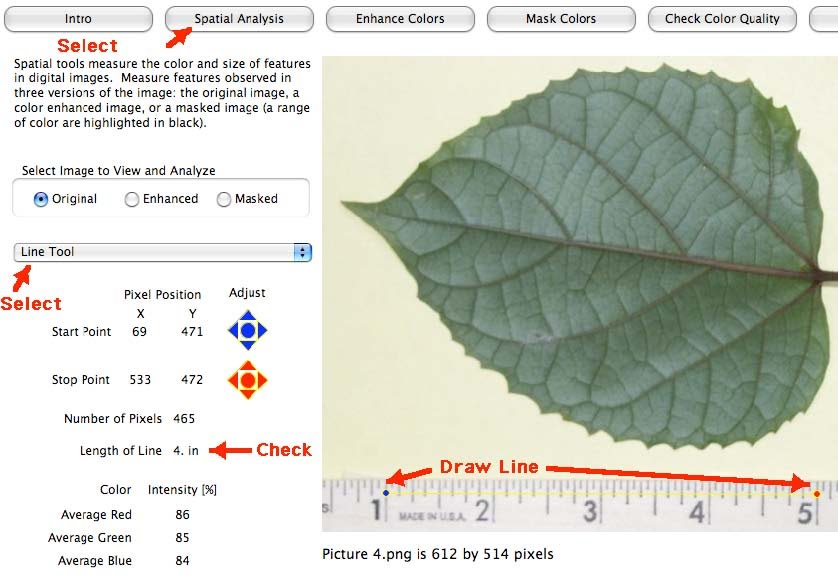 Intro
Spatial Analysis
Enhance Colors
Mask Colors
Check Color Quality
Select
Spatial tools measure the color and size of features
in digital images. Measure features observed in
three versions of the image: the original image, a
color enhanced image, or a masked image (a range
of color are highlighted in black).
Select Image to View and Analyze
Original Enhanced Masked
Line Tool
Select
Pixel Position Adjust
X Y
Start Point 69 471
Stop Point 533 472
Number of Pixels 465
Length of Line 4. in Check
Color Intensity [%]
Average Red 86
Average Green 85
Average Blue 84
Draw Line
s. 1 MADE IN U.S.A. 2 3 4 5
Picture 4.png is 612 by 514 pixels